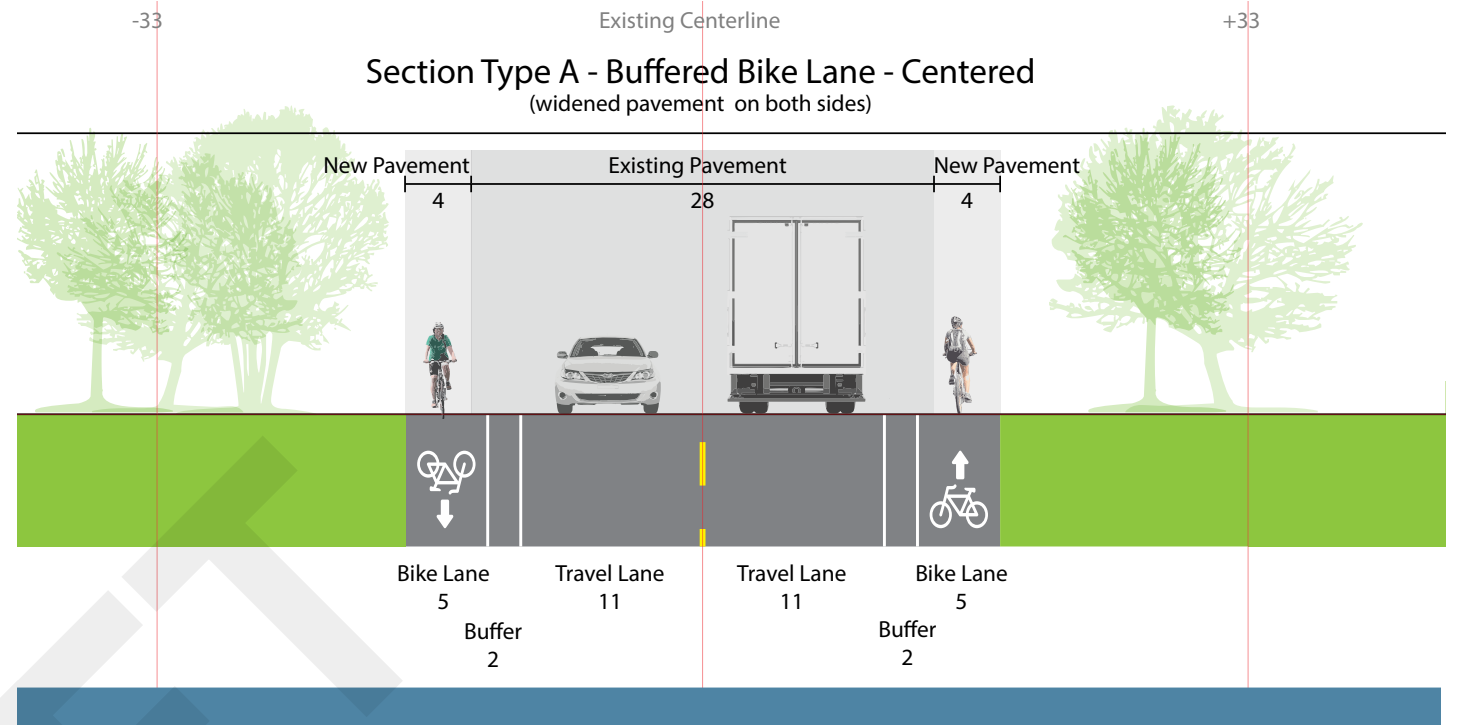 -33 Existing Centerline +33
Section Type A - Buffered Bike Lane - Centered
(widened pavement on both sides)
New Pavement Existing Pavement New Pavement
4 28 4
Bike Lane Travel Lane Travel Lane Bike Lane
5 11 11 5
Buffer Buffer
2 2